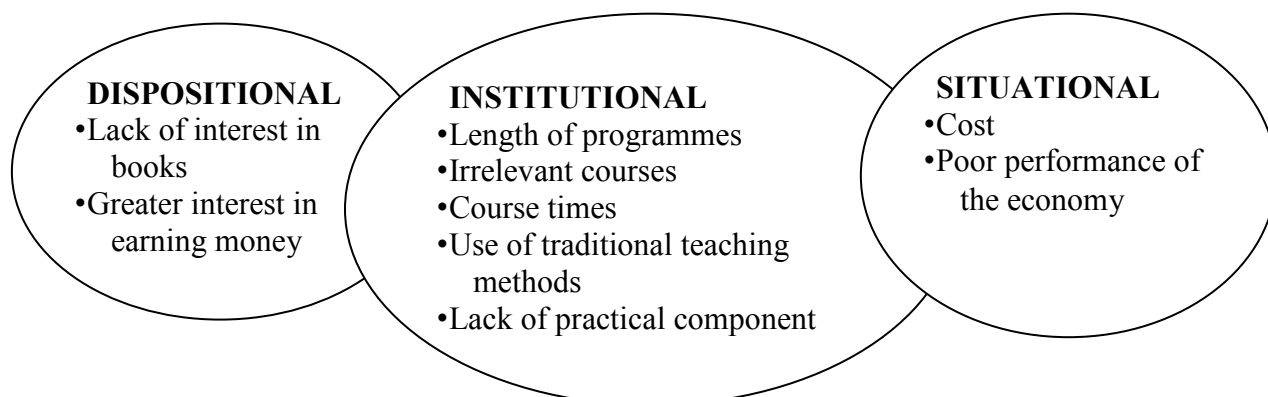 DISPOSITIONAL
•Lack of interest in
books
•Greater interest in
earning money
INSTITUTIONAL
•Length of programmes
•Irrelevant courses
•Course times
•Use of traditional teaching
methods
•Lack of practical component
SITUATIONAL
•Cost
•Poor performance of
the economy